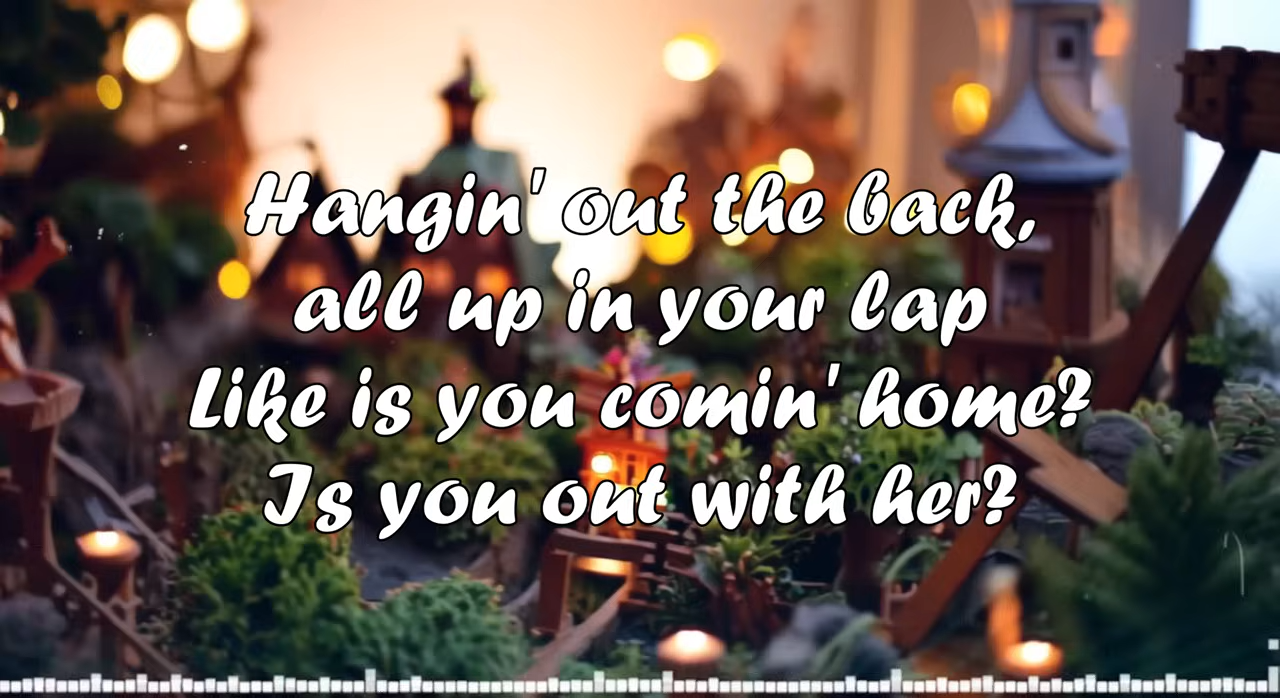 Hangin' out the back,
all up in your lap
Like is you comin' home?
Is you out with her?